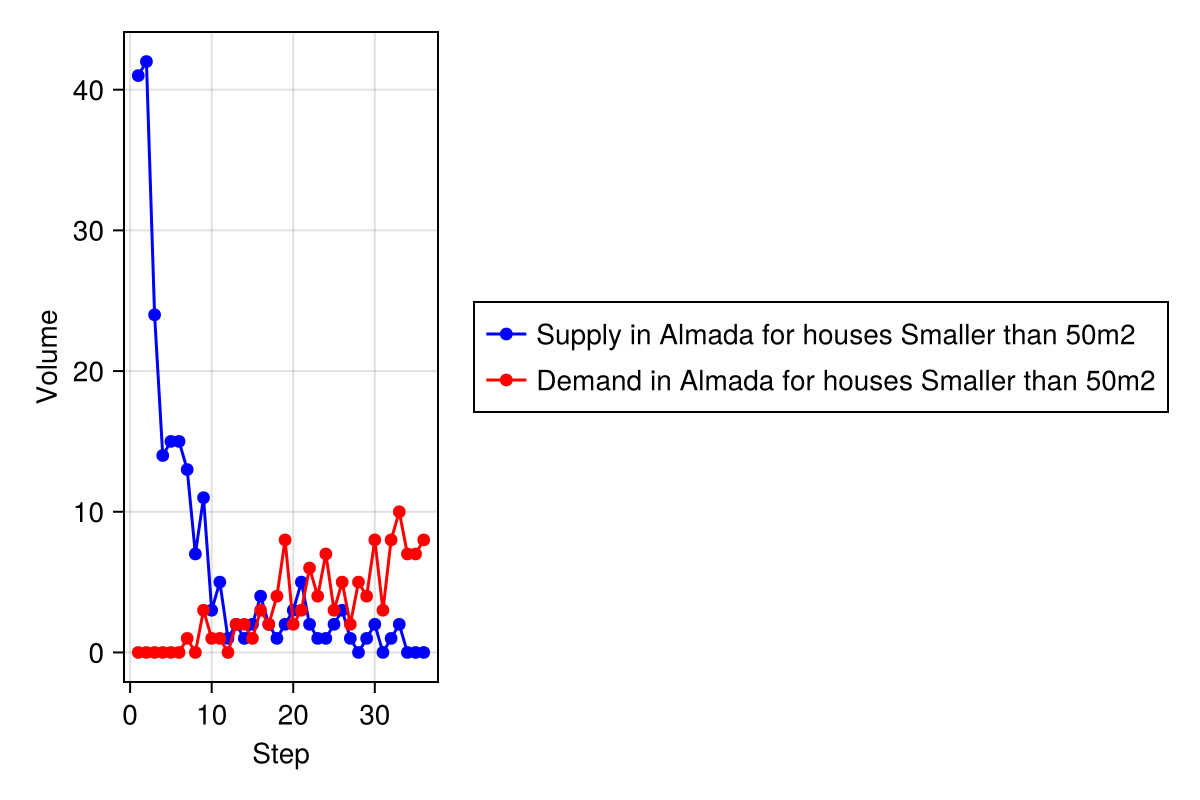 40
30
20
10
0
Volume
0 10 20 30
Step
Supply in Almada for houses Smaller than 50m2
Demand in Almada for houses Smaller than 50m2